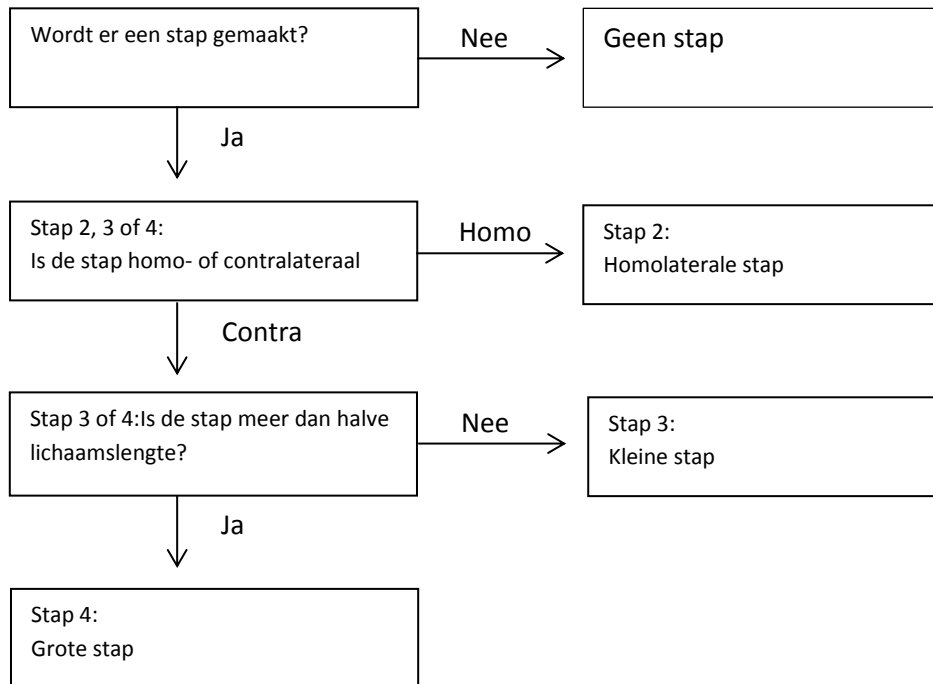 Wordt er een stap gemaakt?
Nee
Geen stap
Ja
Stap 2, 3 of 4:
Is de stap homo- of contralateraal
Homo
Stap 2:
Homolaterale stap
Contra
Stap 3 of 4:Is de stap meer dan halve
lichaamslengte?
Nee
Stap 3:
Kleine stap
Ja
Stap 4:
Grote stap